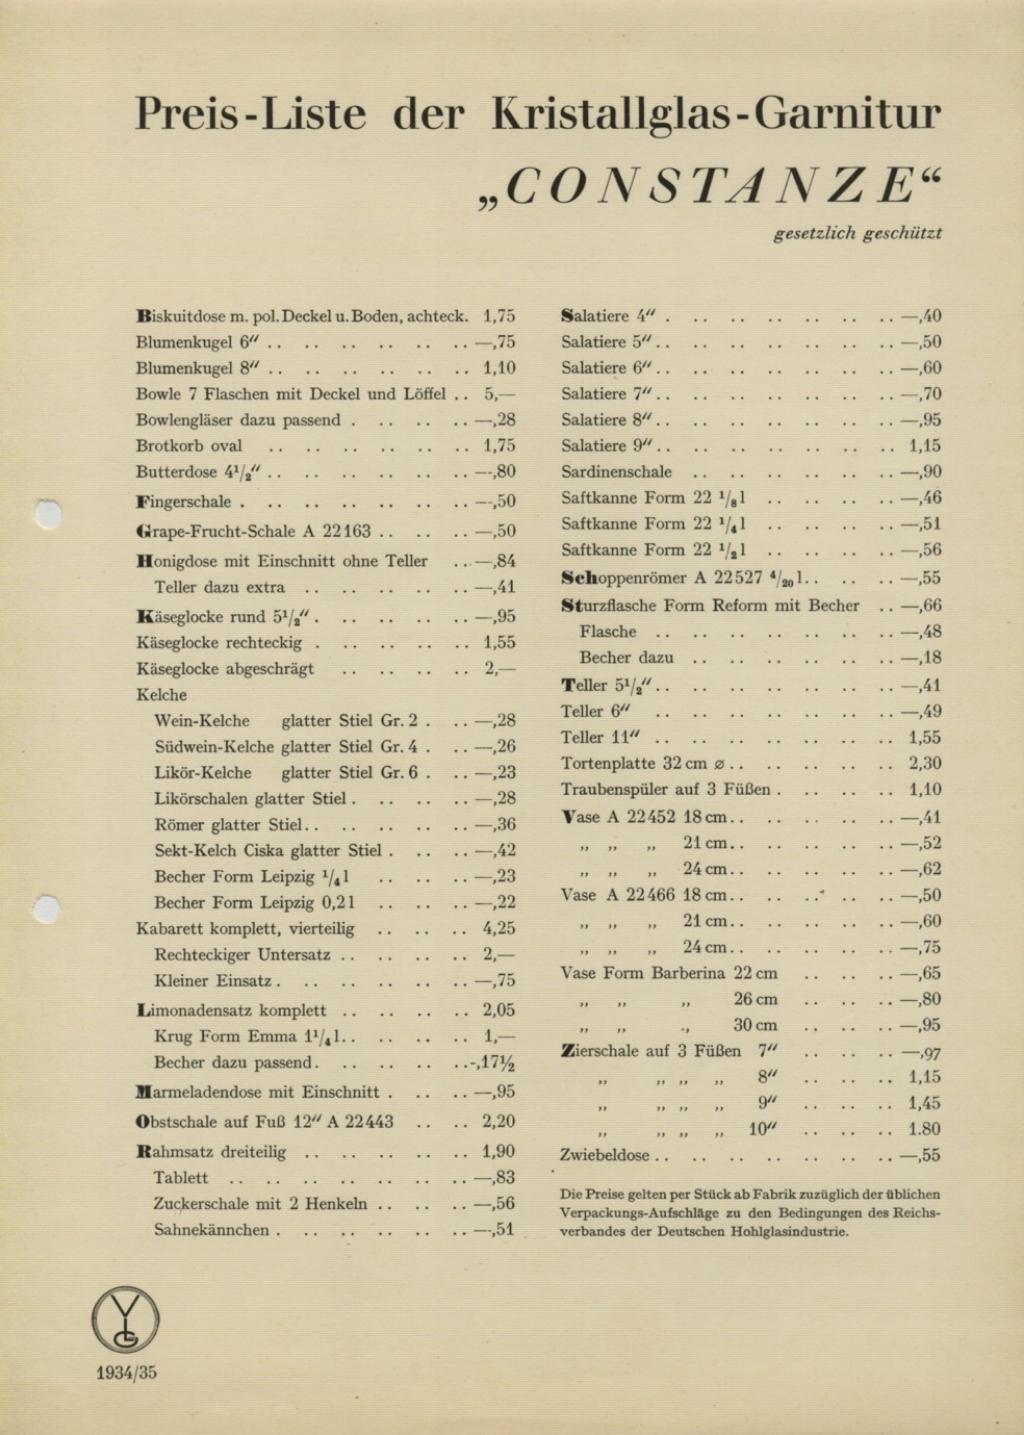 Preis-Liste der Kristallglas-Garnitur
„CONSTANZE“
gesetzlich geschützt
Biskuitdose m. pol. Deckel u. Boden, achteck. 1,75
Blumenkugel 6″ .. .. .. .. .. .. .. .. .. —,75
Blumenkugel 8″ .. .. .. .. .. .. .. .. .. 1,10
Bowle 7 Flaschen mit Deckel und Löffel .. 5,—
Bowlengläser dazu passend . .. .. .. .. —,28
Brotkorb oval .. .. .. .. .. .. .. .. .. 1,75
Butterdose 4¹/₂″ .. .. .. .. .. .. .. .. .. —,80
Fingerschale . .. .. .. .. .. .. .. .. .. —,50
Grape-Frucht-Schale A 22163 .. .. .. .. —,50
Honigdose mit Einschnitt ohne Teller .. —,84
Teller dazu extra .. .. .. .. .. .. .. —,41
Käseglocke rund 5¹/₂″ . .. .. .. .. .. .. —,95
Käseglocke rechteckig . .. .. .. .. .. .. 1,55
Käseglocke abgeschrägt .. .. .. .. .. .. 2,—
Kelche
Wein-Kelche glatter Stiel Gr. 2 . .. —,28
Südwein-Kelche glatter Stiel Gr. 4 . .. —,26
Likör-Kelche glatter Stiel Gr. 6 . .. —,23
Likörschalen glatter Stiel . .. .. .. .. —,28
Römer glatter Stiel .. .. .. .. .. .. .. —,36
Sekt-Kelch Ciska glatter Stiel . .. .. .. —,42
Becher Form Leipzig ¹/₄ l .. .. .. .. —,23
Becher Form Leipzig 0,2 l .. .. .. .. —,22
Kabarett komplett, vierteilig .. .. .. .. 4,25
Rechteckiger Untersatz .. .. .. .. .. .. 2,—
Kleiner Einsatz . .. .. .. .. .. .. .. —,75
Limonadensatz komplett .. .. .. .. .. .. 2,05
Krug Form Emma 1¹/₄ l .. .. .. .. .. .. 1,—
Becher dazu passend . .. .. .. .. .. -,17½
Marmeladendose mit Einschnitt . .. .. .. —,95
Obstschale auf Fuß 12″ A 22443 .. .. .. 2,20
Rahmsatz dreiteilig .. .. .. .. .. .. .. 1,90
Tablett .. .. .. .. .. .. .. .. .. .. —,83
Zuckerschale mit 2 Henkeln .. .. .. .. —,56
Sahnekännchen . .. .. .. .. .. .. .. —,51
Salatiere 4″ . .. .. .. .. .. .. .. .. —,40
Salatiere 5″ .. .. .. .. .. .. .. .. .. —,50
Salatiere 6″ .. .. .. .. .. .. .. .. .. —,60
Salatiere 7″ .. .. .. .. .. .. .. .. .. —,70
Salatiere 8″ .. .. .. .. .. .. .. .. .. —,95
Salatiere 9″ .. .. .. .. .. .. .. .. .. 1,15
Sardinenschale .. .. .. .. .. .. .. .. —,90
Saftkanne Form 22 ¹/₈ l .. .. .. .. .. —,46
Saftkanne Form 22 ¹/₄ l .. .. .. .. .. —,51
Saftkanne Form 22 ¹/₂ l .. .. .. .. .. —,56
Schoppenrömer A 22527 ⁴/₂₀ l .. .. .. .. —,55
Sturzflasche Form Reform mit Becher .. —,66
Flasche .. .. .. .. .. .. .. .. .. —,48
Becher dazu .. .. .. .. .. .. .. .. —,18
Teller 5¹/₂″ .. .. .. .. .. .. .. .. .. —,41
Teller 6″ .. .. .. .. .. .. .. .. .. —,49
Teller 11″ .. .. .. .. .. .. .. .. .. 1,55
Tortenplatte 32 cm ø .. .. .. .. .. .. .. 2,30
Traubenspüler auf 3 Füßen . .. .. .. .. 1,10
Vase A 22452 18 cm .. .. .. .. .. .. —,41
„ „ „ 21 cm .. .. .. .. .. .. —,52
„ „ „ 24 cm .. .. .. .. .. .. —,62
Vase A 22466 18 cm .. .. .. .. .. .. —,50
„ „ „ 21 cm .. .. .. .. .. .. —,60
„ „ „ 24 cm .. .. .. .. .. .. —,75
Vase Form Barberina 22 cm .. .. .. .. —,65
„ „ „ 26 cm .. .. .. .. —,80
„ „ „ 30 cm .. .. .. .. —,95
Zierschale auf 3 Füßen 7″ .. .. .. .. —,97
„ „ „ „ 8″ .. .. .. .. 1,15
„ „ „ „ 9″ .. .. .. .. 1,45
„ „ „ „ 10″ .. .. .. .. 1.80
Zwiebeldose .. .. .. .. .. .. .. .. .. —,55
Die Preise gelten per Stück ab Fabrik zuzüglich der üblichen
Verpackungs-Aufschläge zu den Bedingungen des Reichs-
verbandes der Deutschen Hohlglasindustrie.
VLG
1934/35